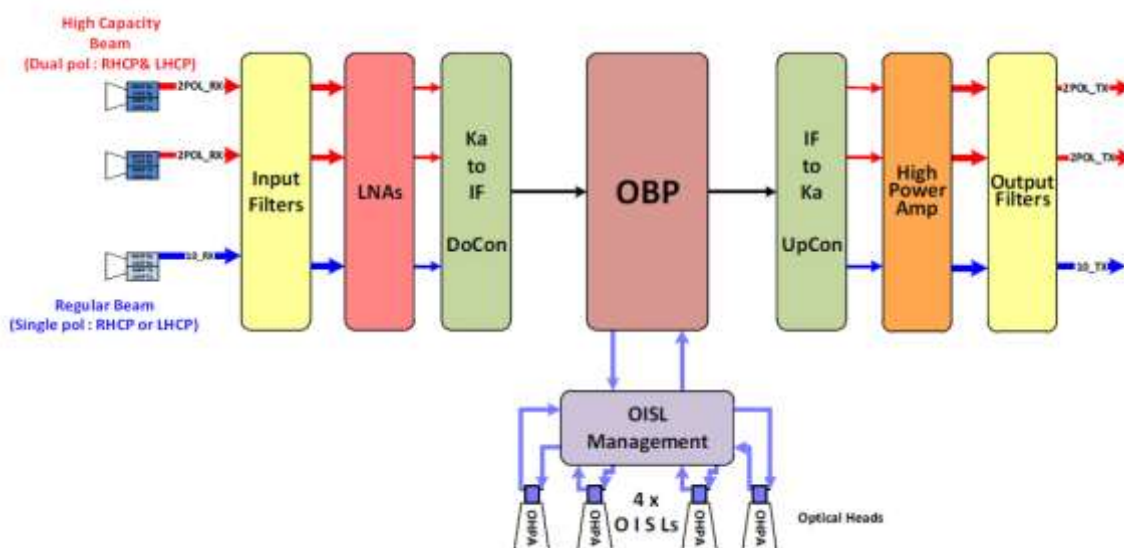 High Capacity
Beam
(Dual pol : RHCP& LHCP)
2POL_RX
2POL_RX
10_RX
Regular Beam
(Single pol : RHCP or LHCP)
Input
Filters
LNAs
Ka
to
IF
DoCon
OBP
IF
to
Ka
UpCon
High
Power
Amp
Output
Filters
2POL_TX
2POL_TX
10_TX
OISL
Management
OHPA
OHPA
4 x
O I S Ls
OHPA
OHPA
Optical Heads